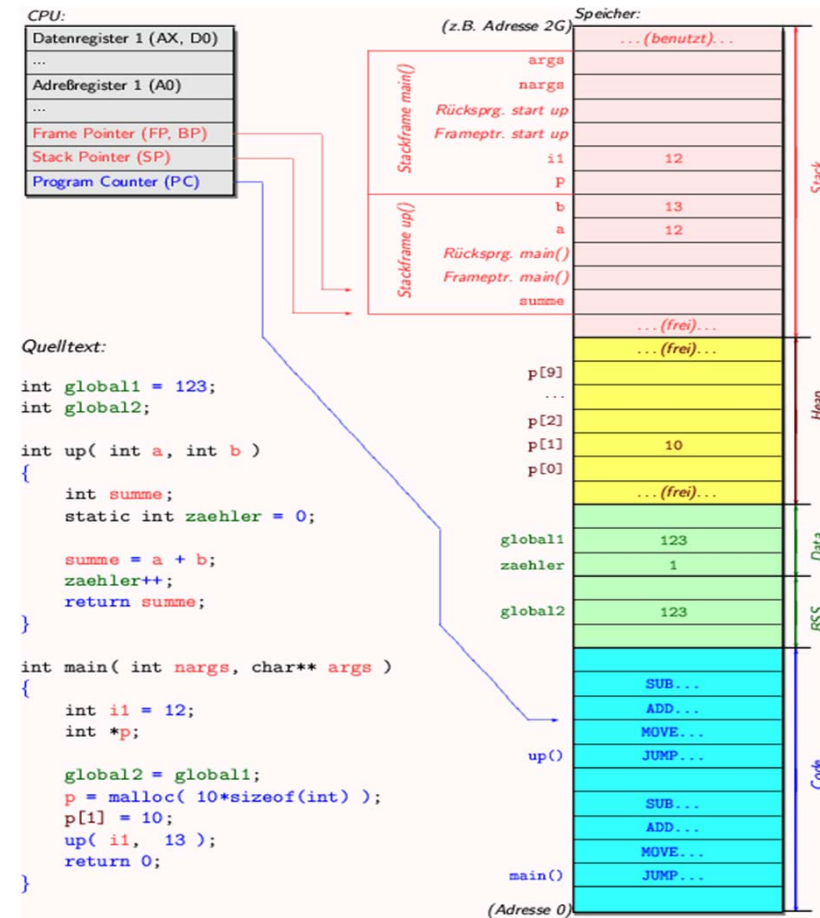 CPU:
Datenregister 1 (AX, D0)
...
Adreßregister 1 (A0)
...
Frame Pointer (FP, BP)
Stack Pointer (SP)
Program Counter (PC)
Quelltext:
int global1 = 123;
int global2;
int up( int a, int b )
{
int summe;
static int zaehler = 0;
summe = a + b;
zaehler++;
return summe;
}
int main( int nargs, char** args )
{
int i1 = 12;
int *p;
global2 = global1;
p = malloc( 10*sizeof(int) );
p[1] = 10;
up( i1, 13 );
return 0;
}
Speicher:
(z.B. Adresse 2G)
...(benutzt)...
Stackframe main()
args
nargs
Rücksprg. start up
Frameptr. start up
i1 12
p
Stackframe up()
b 13
a 12
Rücksprg. main()
Frameptr. main()
summe
...(frei)...
Stack
...(frei)...
p[9]
...
p[2]
p[1] 10
p[0]
...(frei)...
Heap
global1 123
zaehler 1
Data
global2 123
BSS
SUB...
ADD...
MOVE...
up() JUMP...
SUB...
ADD...
MOVE...
main() JUMP...
Code
(Adresse 0)